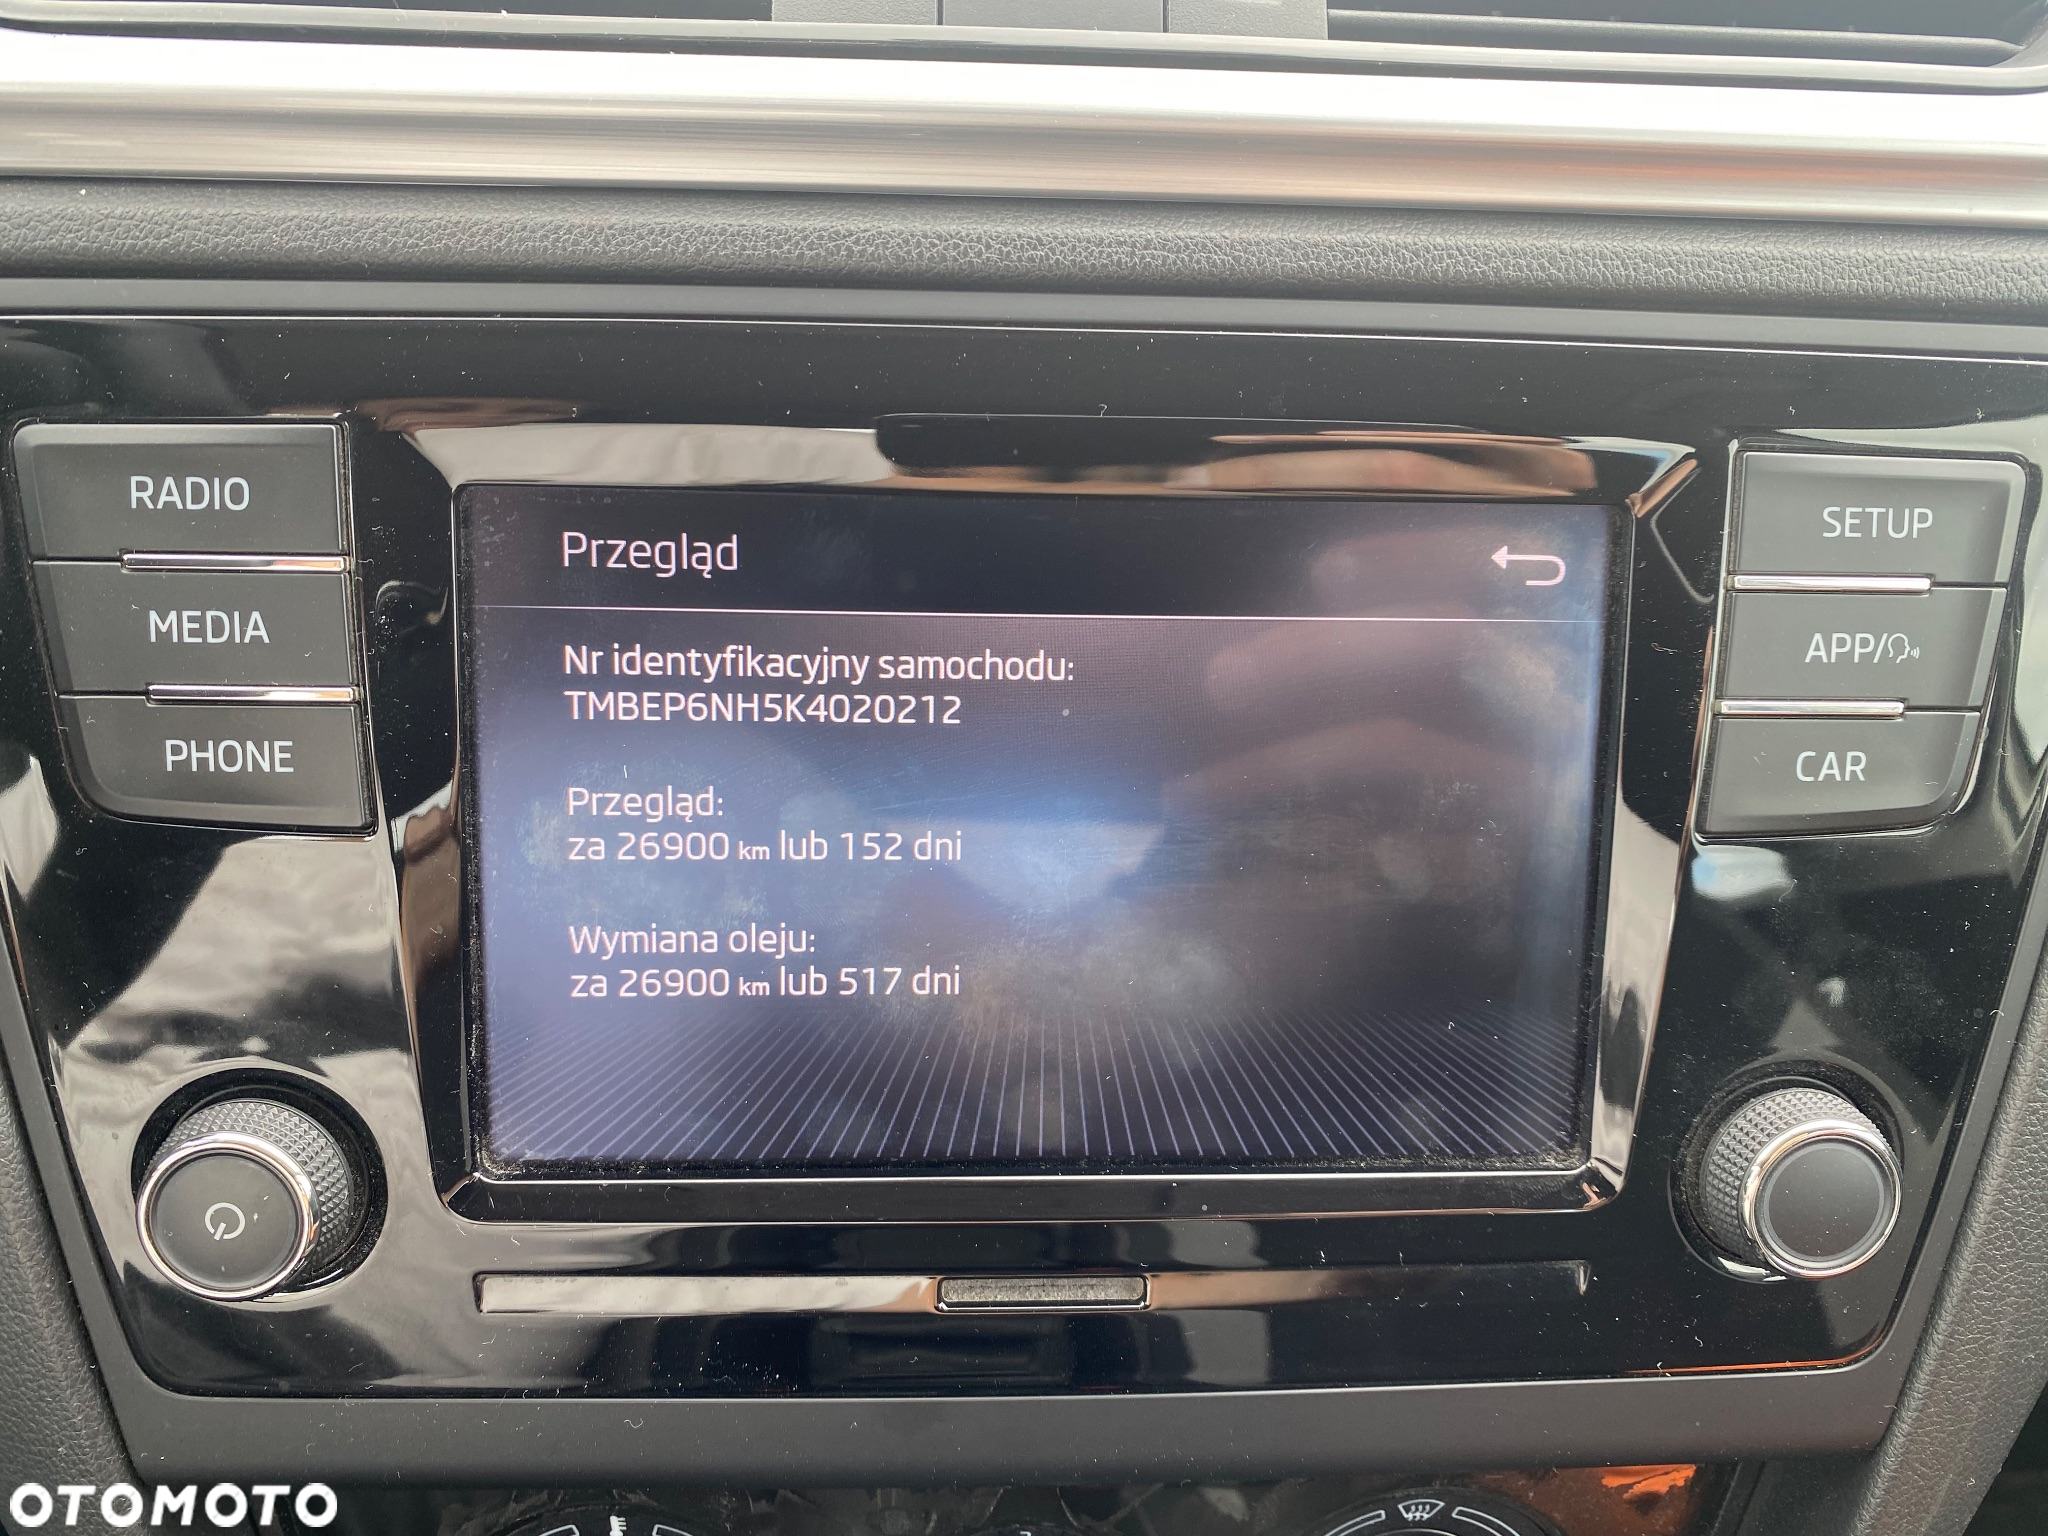 RADIO
MEDIA
PHONE
Przegląd
Nr identyfikacyjny samochodu:
TMBEP6NH5K4020212
Przegląd:
za 26900 km lub 152 dni
Wymiana oleju:
za 26900 km lub 517 dni
SETUP
APP/
CAR
OTOMOTO